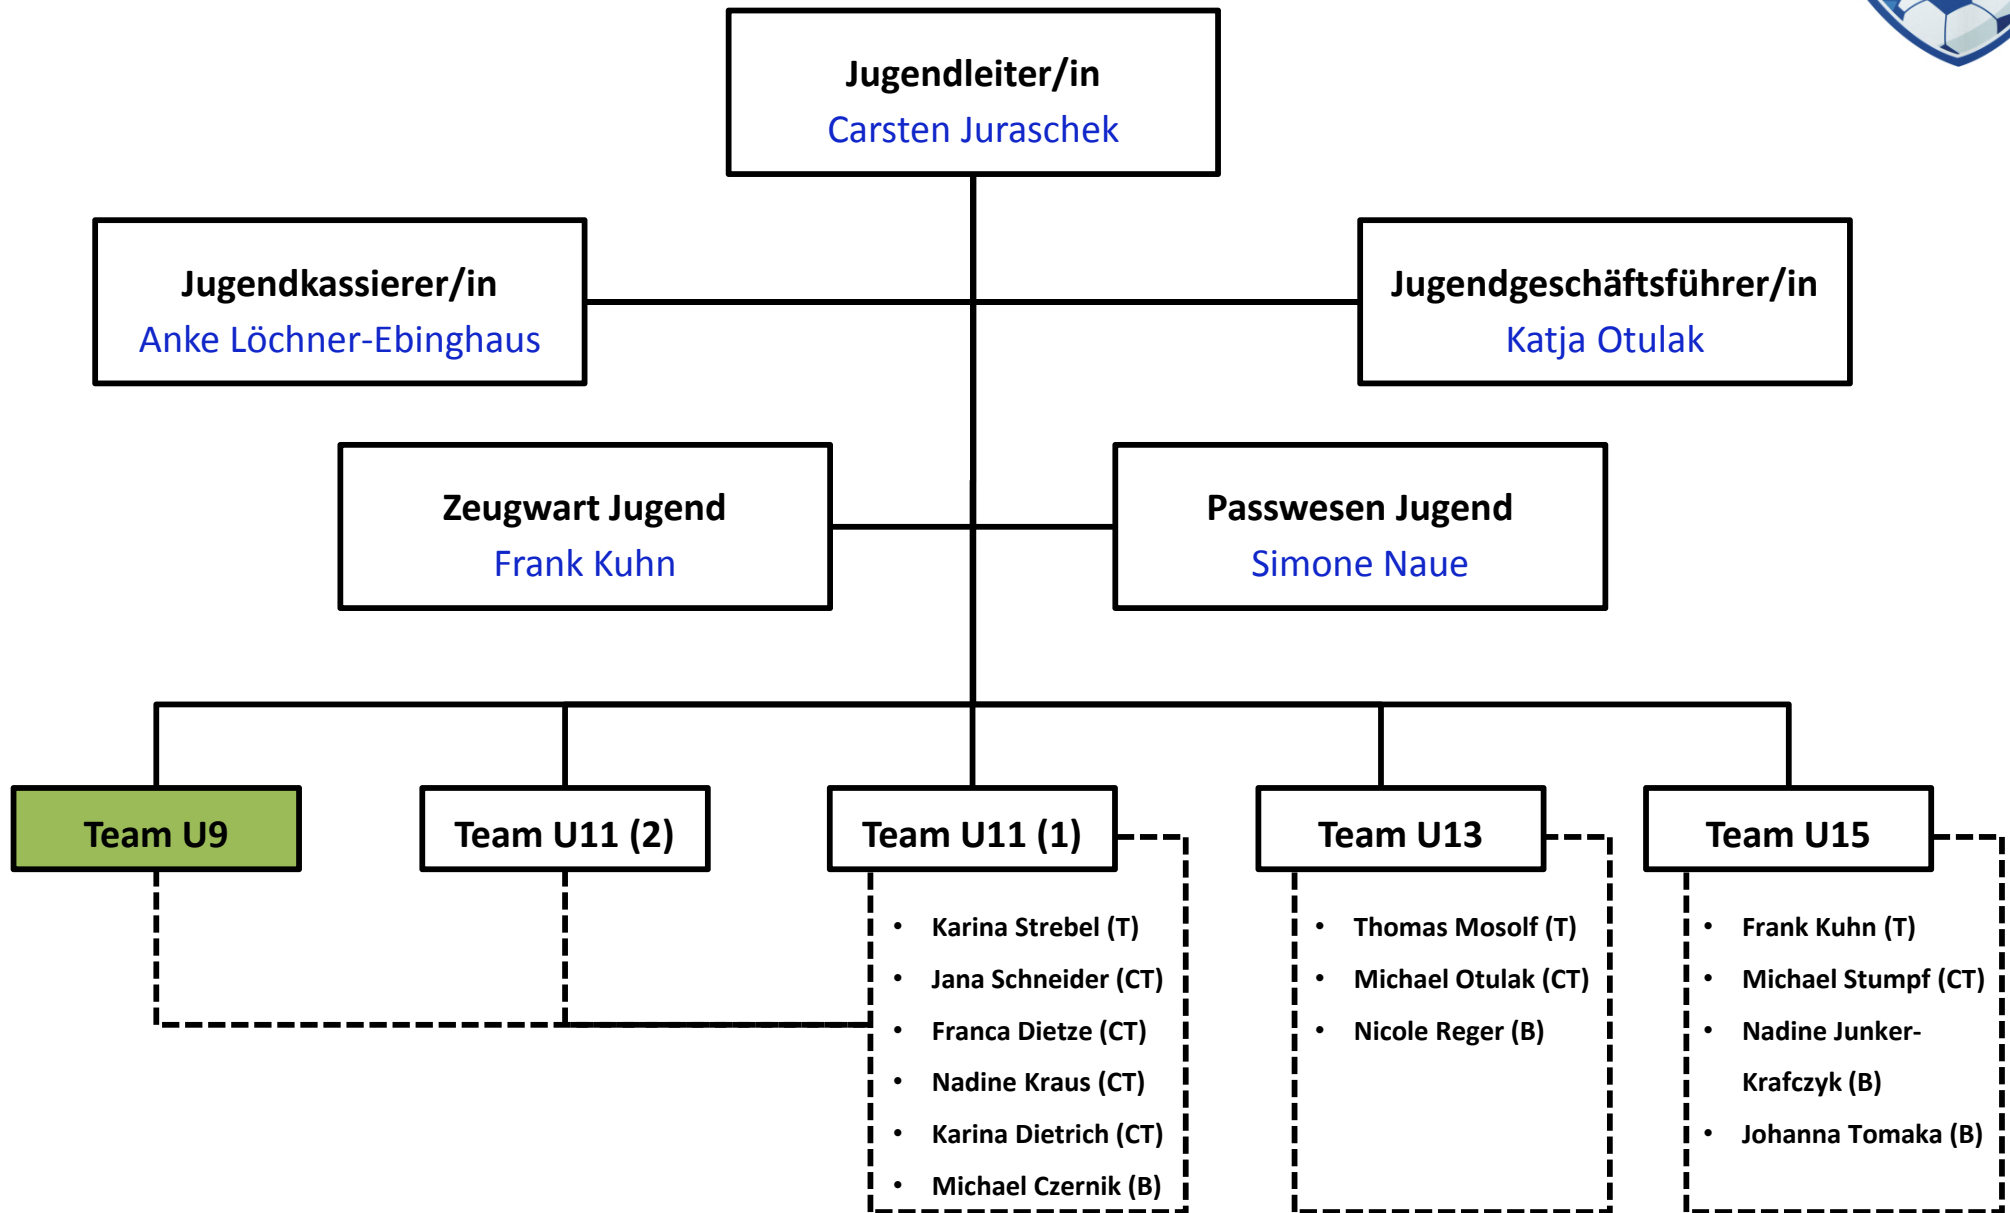 Jugendleiter/in
Carsten Juraschek
Jugendkassierer/in
Anke Löchner-Ebinghaus
Jugendgeschäftsführer/in
Katja Otulak
Zeugwart Jugend
Frank Kuhn
Passwesen Jugend
Simone Naue
Team U9
Team U11 (2)
Team U11 (1)
Team U13
Team U15
• Karina Strebel (T)
• Jana Schneider (CT)
• Franca Dietze (CT)
• Nadine Kraus (CT)
• Karina Dietrich (CT)
• Michael Czernik (B)
• Thomas Mosolf (T)
• Michael Otulak (CT)
• Nicole Reger (B)
• Frank Kuhn (T)
• Michael Stumpf (CT)
• Nadine Junker-
Krafczyk (B)
• Johanna Tomaka (B)